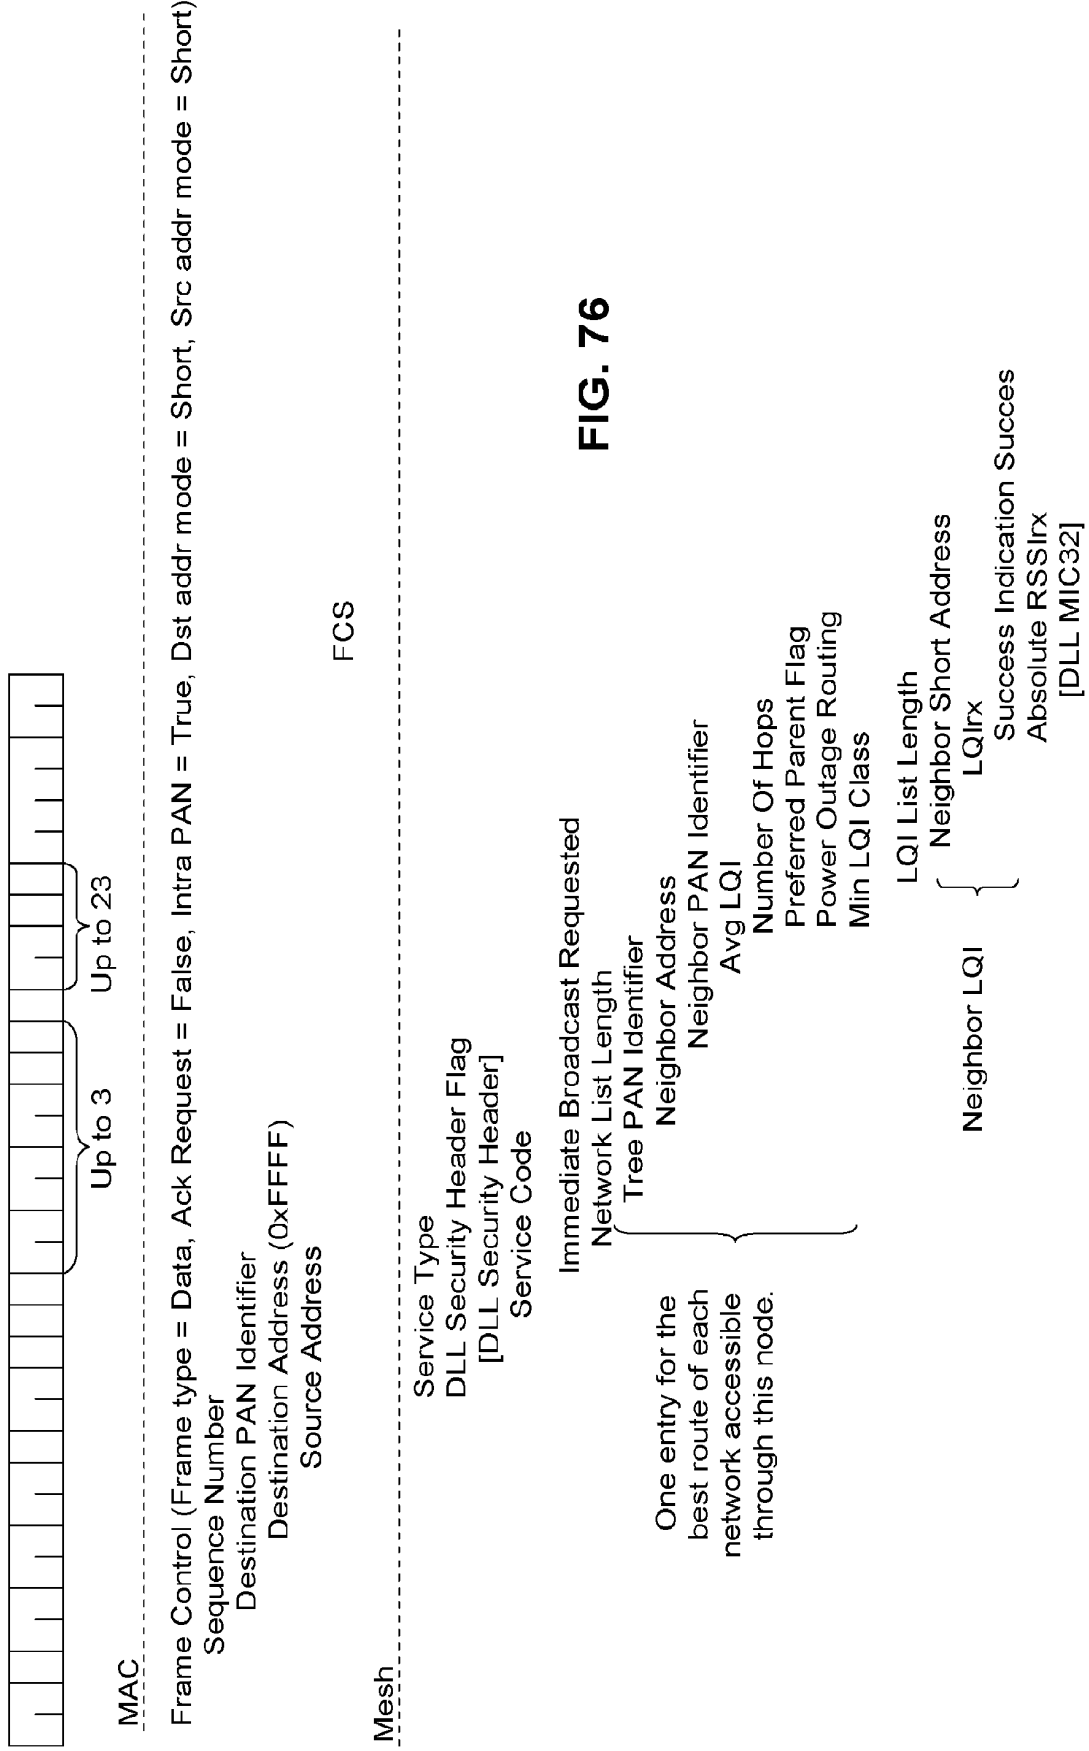 Up to 3
Up to 23
MAC
Frame Control (Frame type = Data, Ack Request = False, Intra PAN = True, Dst addr mode = Short, Src addr mode = Short)
Sequence Number
Destination PAN Identifier
Destination Address (0xFFFF)
Source Address
FCS
Mesh
Service Type
DLL Security Header Flag
[DLL Security Header]
Service Code
Immediate Broadcast Requested
Network List Length
Tree PAN Identifier
Neighbor Address
Neighbor PAN Identifier
Avg LQI
Number Of Hops
Preferred Parent Flag
Power Outage Routing
Min LQI Class
One entry for the
best route of each
network accessible
through this node.
LQI List Length
Neighbor Short Address
Neighbor LQI
LQIrx
Success Indication Succes
Absolute RSSIrx
[DLL MIC32]
FIG. 76